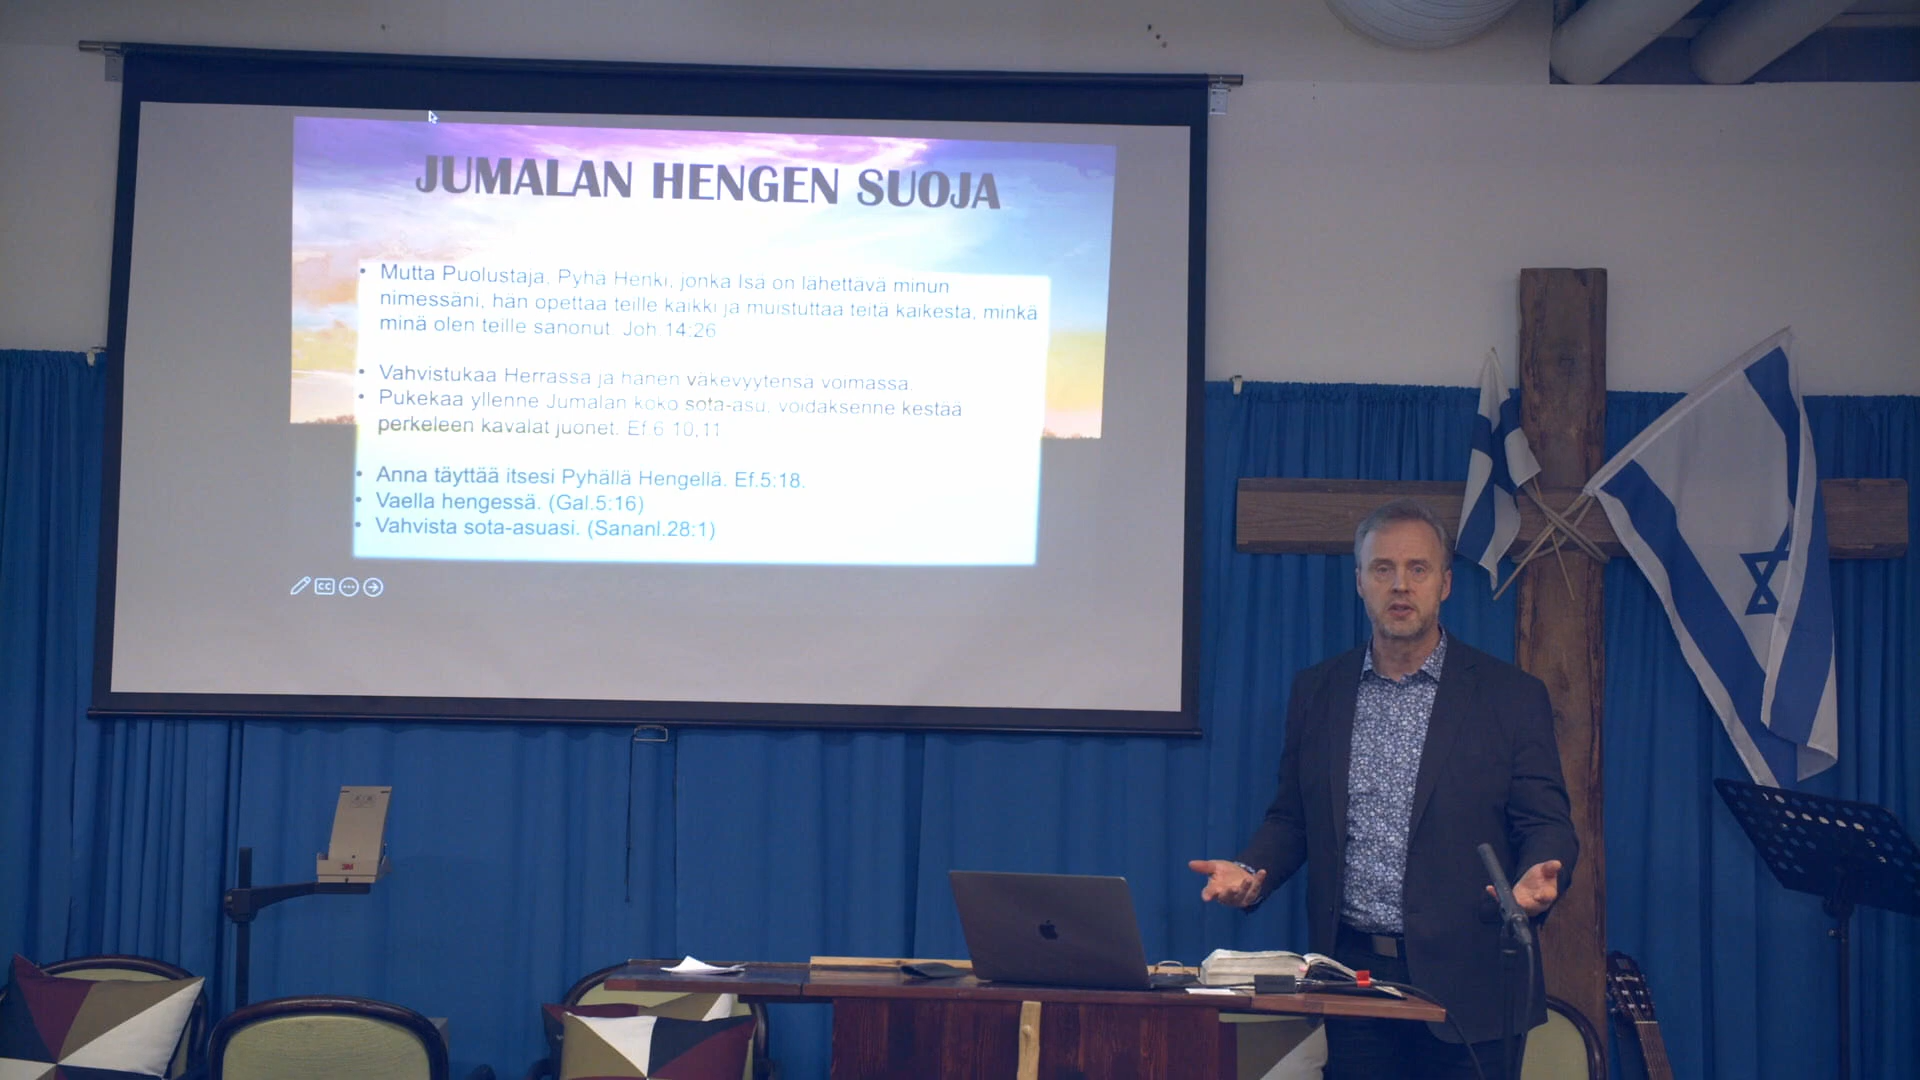 JUMALAN HENGEN SUOJA
• Mutta Puolustaja, Pyhä Henki, jonka Isä on lähettävä minun
nimessäni, hän opettaa teille kaikki ja muistuttaa teitä kaikesta, minkä
minä olen teille sanonut. Joh.14:26
• Vahvistukaa Herrassa ja hänen väkevyytensä voimassa.
• Pukekaa yllenne Jumalan koko sota-asu, voidaksenne kestää
perkeleen kavalat juonet. Ef.6:10,11
• Anna täyttää itsesi Pyhällä Hengellä. Ef.5:18.
• Vaella hengessä. (Gal.5:16)
• Vahvista sota-asuasi. (Sananl.28:1)
CC
3M